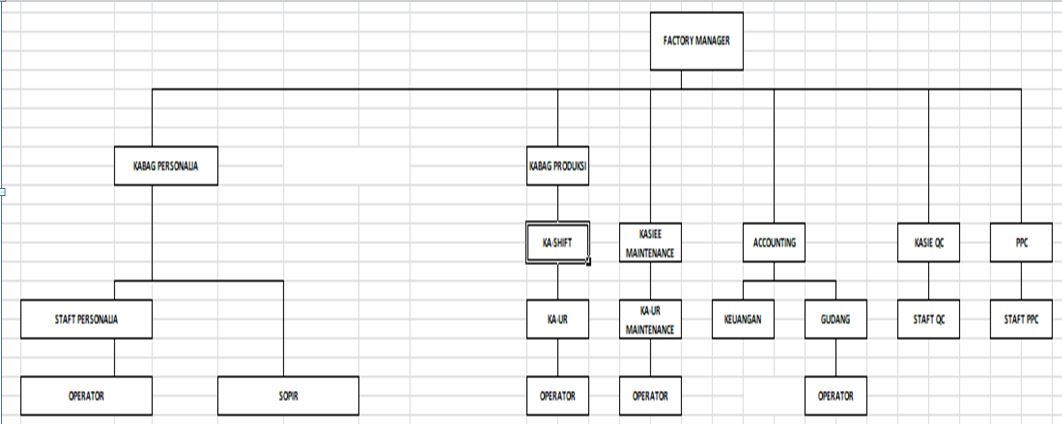 FACTORY MANAGER
KABAG PERSONALIA
KABAG PRODUKSI
KA-SHIFT
KASIEE
MAINTENANCE
ACCOUNTING
KASIE QC
PPC
STAFT PERSONALIA
KA-UR
KA-UR
MAINTENANCE
KEUANGAN
GUDANG
STAFT QC
STAFT PPC
OPERATOR
SOPIR
OPERATOR
OPERATOR
OPERATOR